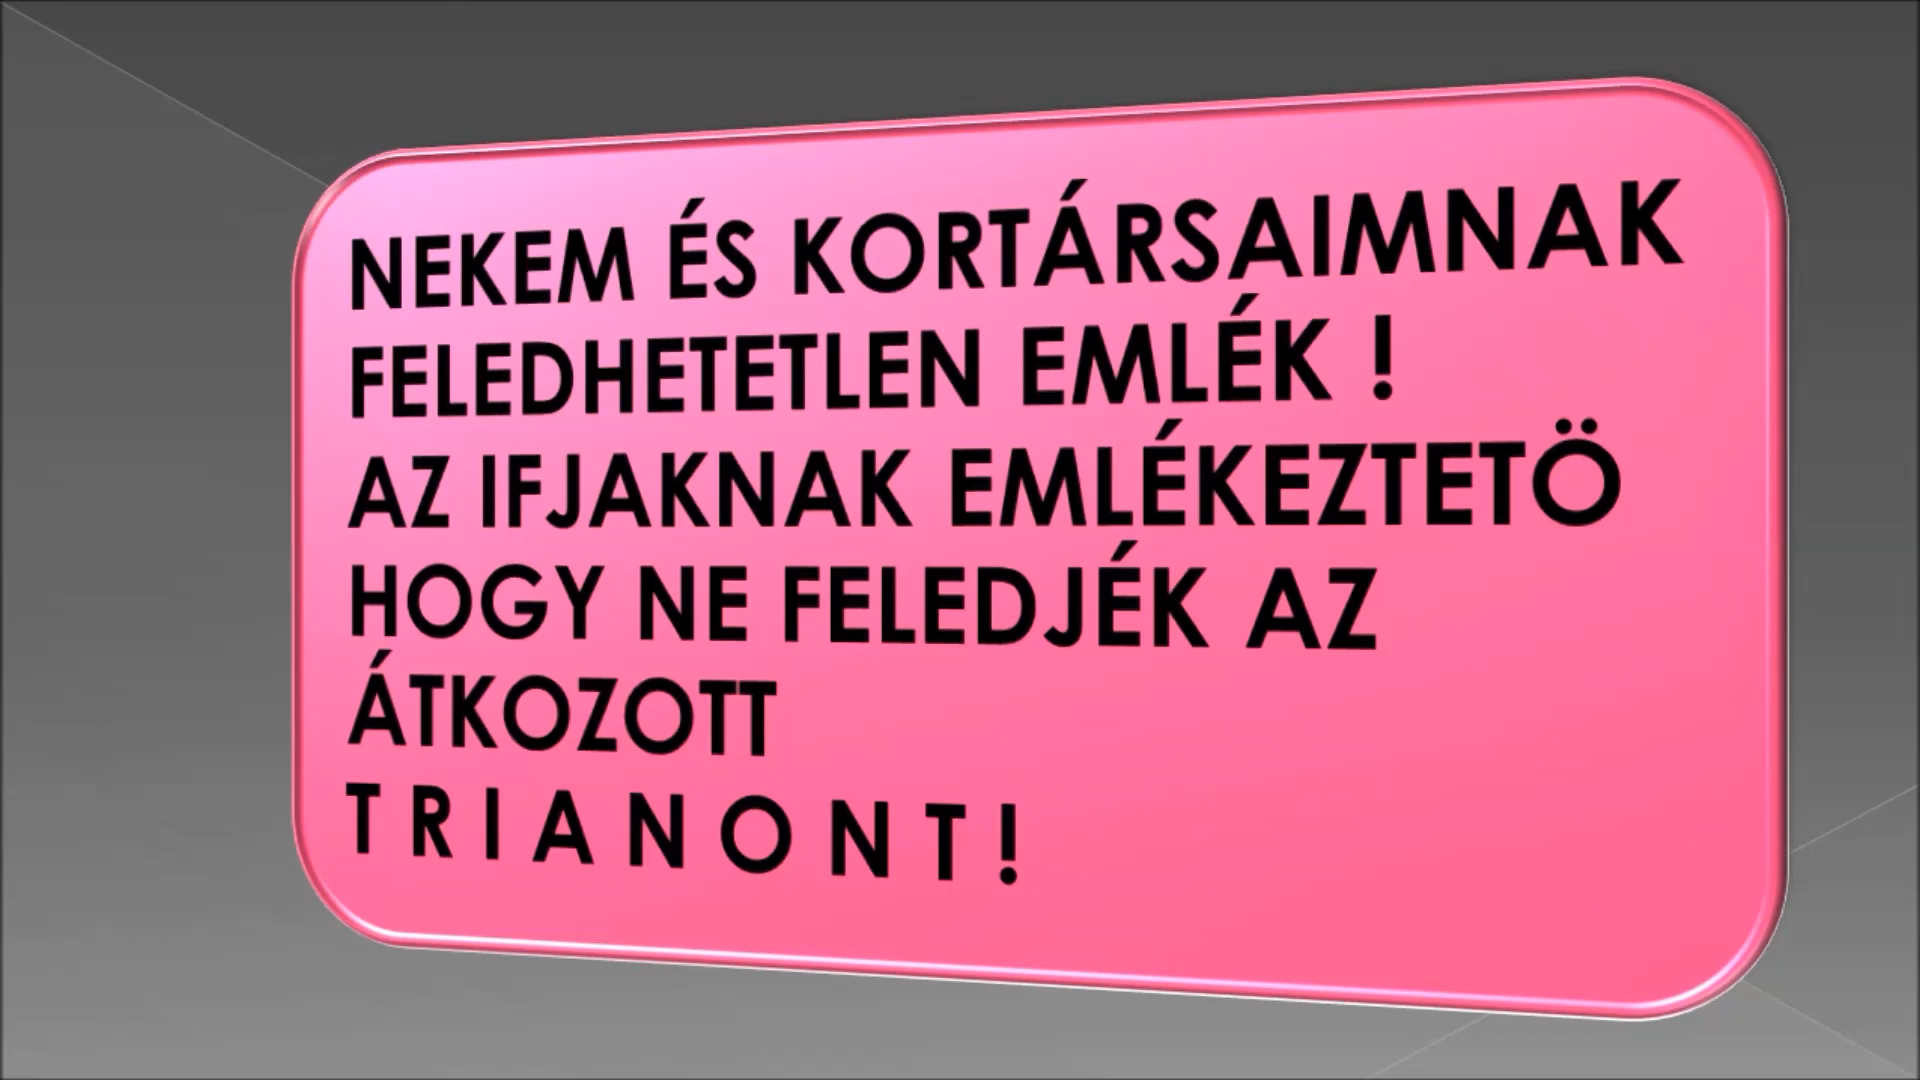 NEKEM ÉS KORTÁRSAIMNAK
FELEDHETETLEN EMLÉK !
AZ IFJAKNAK EMLÉKEZTETÖ
HOGY NE FELEDJÉK AZ
ÁTKOZOTT
T R I A N O N T !